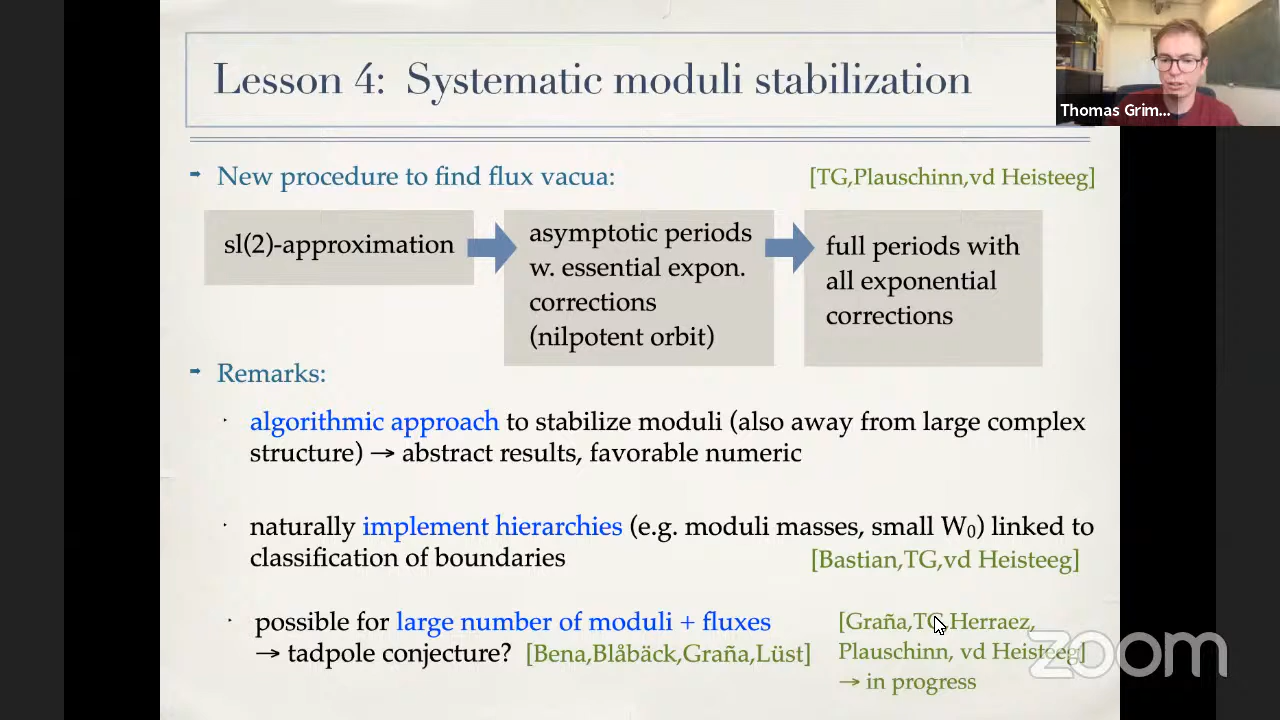 Lesson 4: Systematic moduli stabilization
Thomas Grim...
➡ New procedure to find flux vacua:
[TG,Plauschinn,vd Heisteeg]
sl(2)-approximation
asymptotic periods
w. essential expon.
corrections
(nilpotent orbit)
full periods with
all exponential
corrections
➡ Remarks:
· algorithmic approach to stabilize moduli (also away from large complex
structure) → abstract results, favorable numeric
· naturally implement hierarchies (e.g. moduli masses, small W₀) linked to
classification of boundaries
[Bastian,TG,vd Heisteeg]
· possible for large number of moduli + fluxes
→ tadpole conjecture? [Bena,Blåbäck,Graña,Lüst]
[Graña,TG,Herraez,
Plauschinn, vd Heisteeg]
→ in progress
zoom